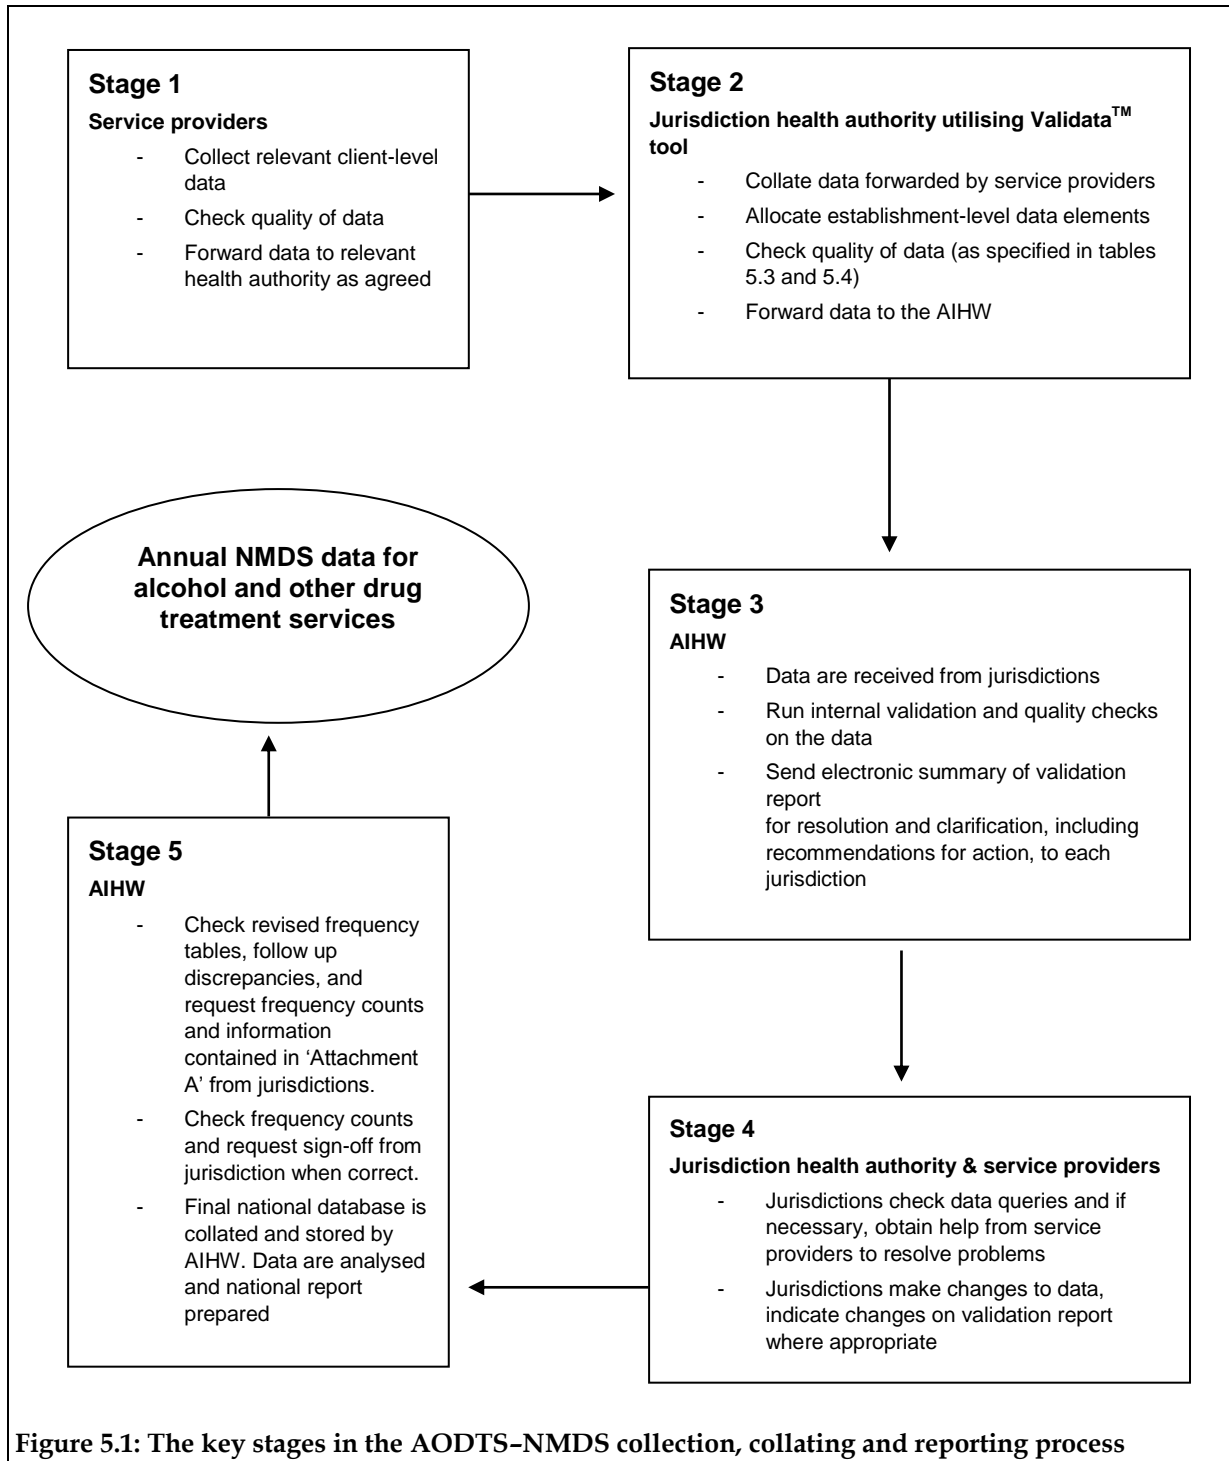 Stage 1
Service providers
- Collect relevant client-level
data
- Check quality of data
- Forward data to relevant
health authority as agreed
Stage 2
Jurisdiction health authority utilising Validata™
tool
- Collate data forwarded by service providers
- Allocate establishment-level data elements
- Check quality of data (as specified in tables
5.3 and 5.4)
- Forward data to the AIHW
Stage 3
AIHW
- Data are received from jurisdictions
- Run internal validation and quality checks
on the data
- Send electronic summary of validation
report
for resolution and clarification, including
recommendations for action, to each
jurisdiction
Stage 4
Jurisdiction health authority & service providers
- Jurisdictions check data queries and if
necessary, obtain help from service
providers to resolve problems
- Jurisdictions make changes to data,
indicate changes on validation report
where appropriate
Stage 5
AIHW
- Check revised frequency
tables, follow up
discrepancies, and
request frequency counts
and information
contained in ‘Attachment
A’ from jurisdictions.
- Check frequency counts
and request sign-off from
jurisdiction when correct.
- Final national database is
collated and stored by
AIHW. Data are analysed
and national report
prepared
Annual NMDS data for
alcohol and other drug
treatment services
Figure 5.1: The key stages in the AODTS–NMDS collection, collating and reporting process